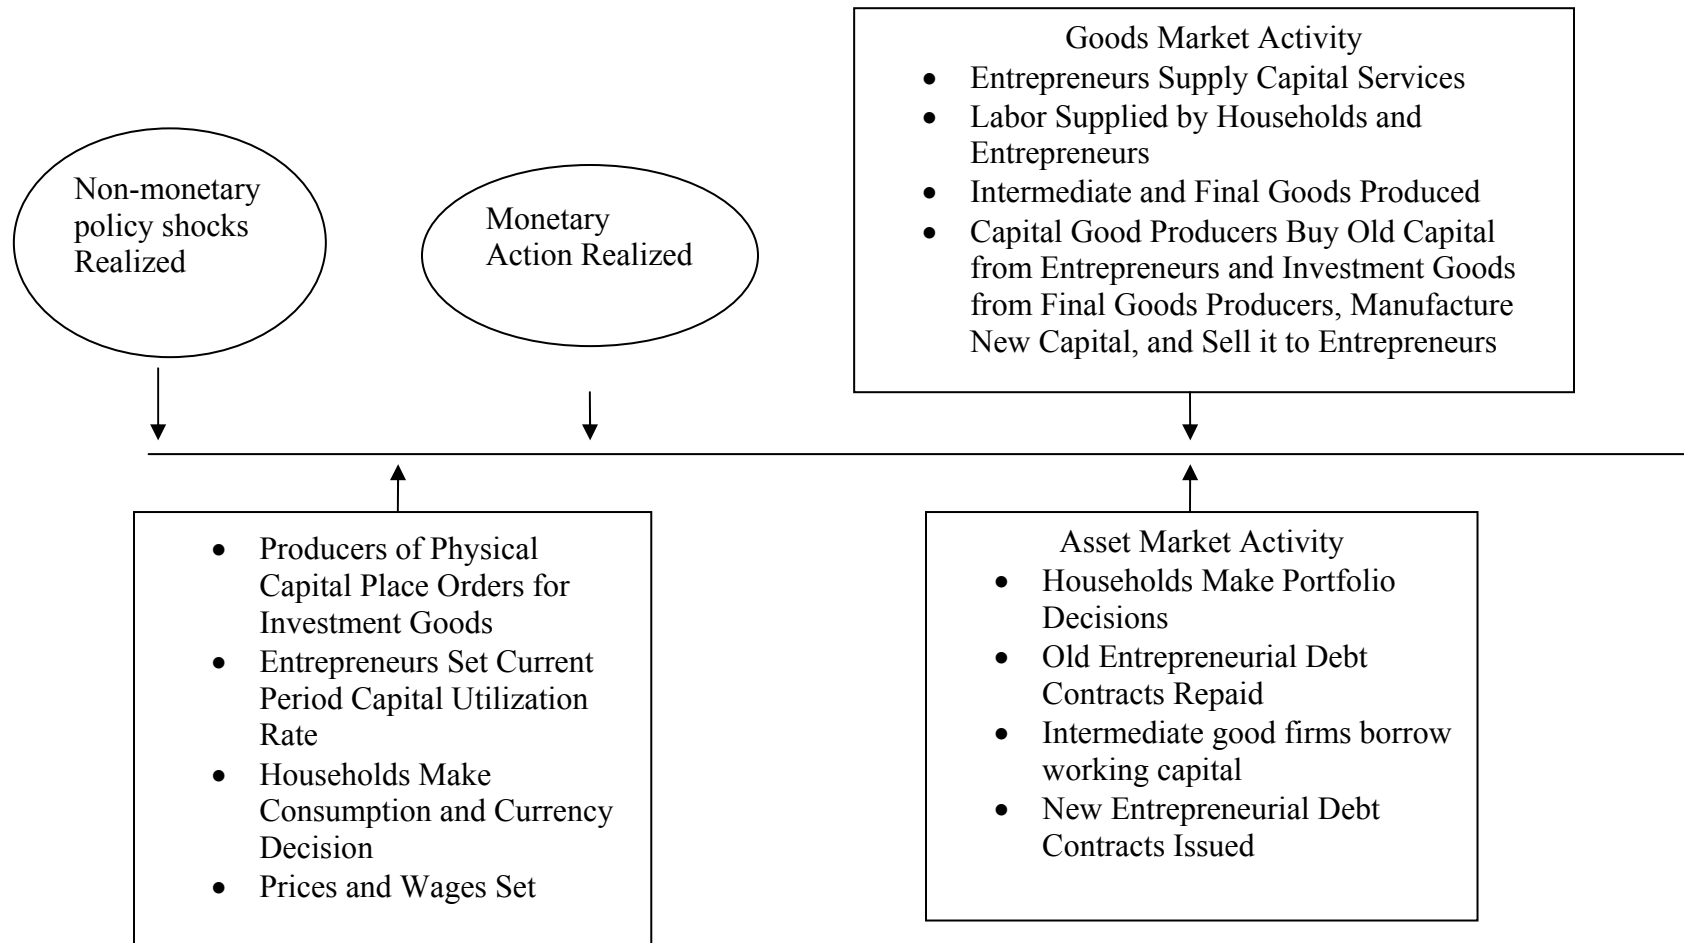 Non-monetary
policy shocks
Realized
Monetary
Action Realized
Goods Market Activity
• Entrepreneurs Supply Capital Services
• Labor Supplied by Households and
Entrepreneurs
• Intermediate and Final Goods Produced
• Capital Good Producers Buy Old Capital
from Entrepreneurs and Investment Goods
from Final Goods Producers, Manufacture
New Capital, and Sell it to Entrepreneurs
• Producers of Physical
Capital Place Orders for
Investment Goods
• Entrepreneurs Set Current
Period Capital Utilization
Rate
• Households Make
Consumption and Currency
Decision
• Prices and Wages Set
Asset Market Activity
• Households Make Portfolio
Decisions
• Old Entrepreneurial Debt
Contracts Repaid
• Intermediate good firms borrow
working capital
• New Entrepreneurial Debt
Contracts Issued